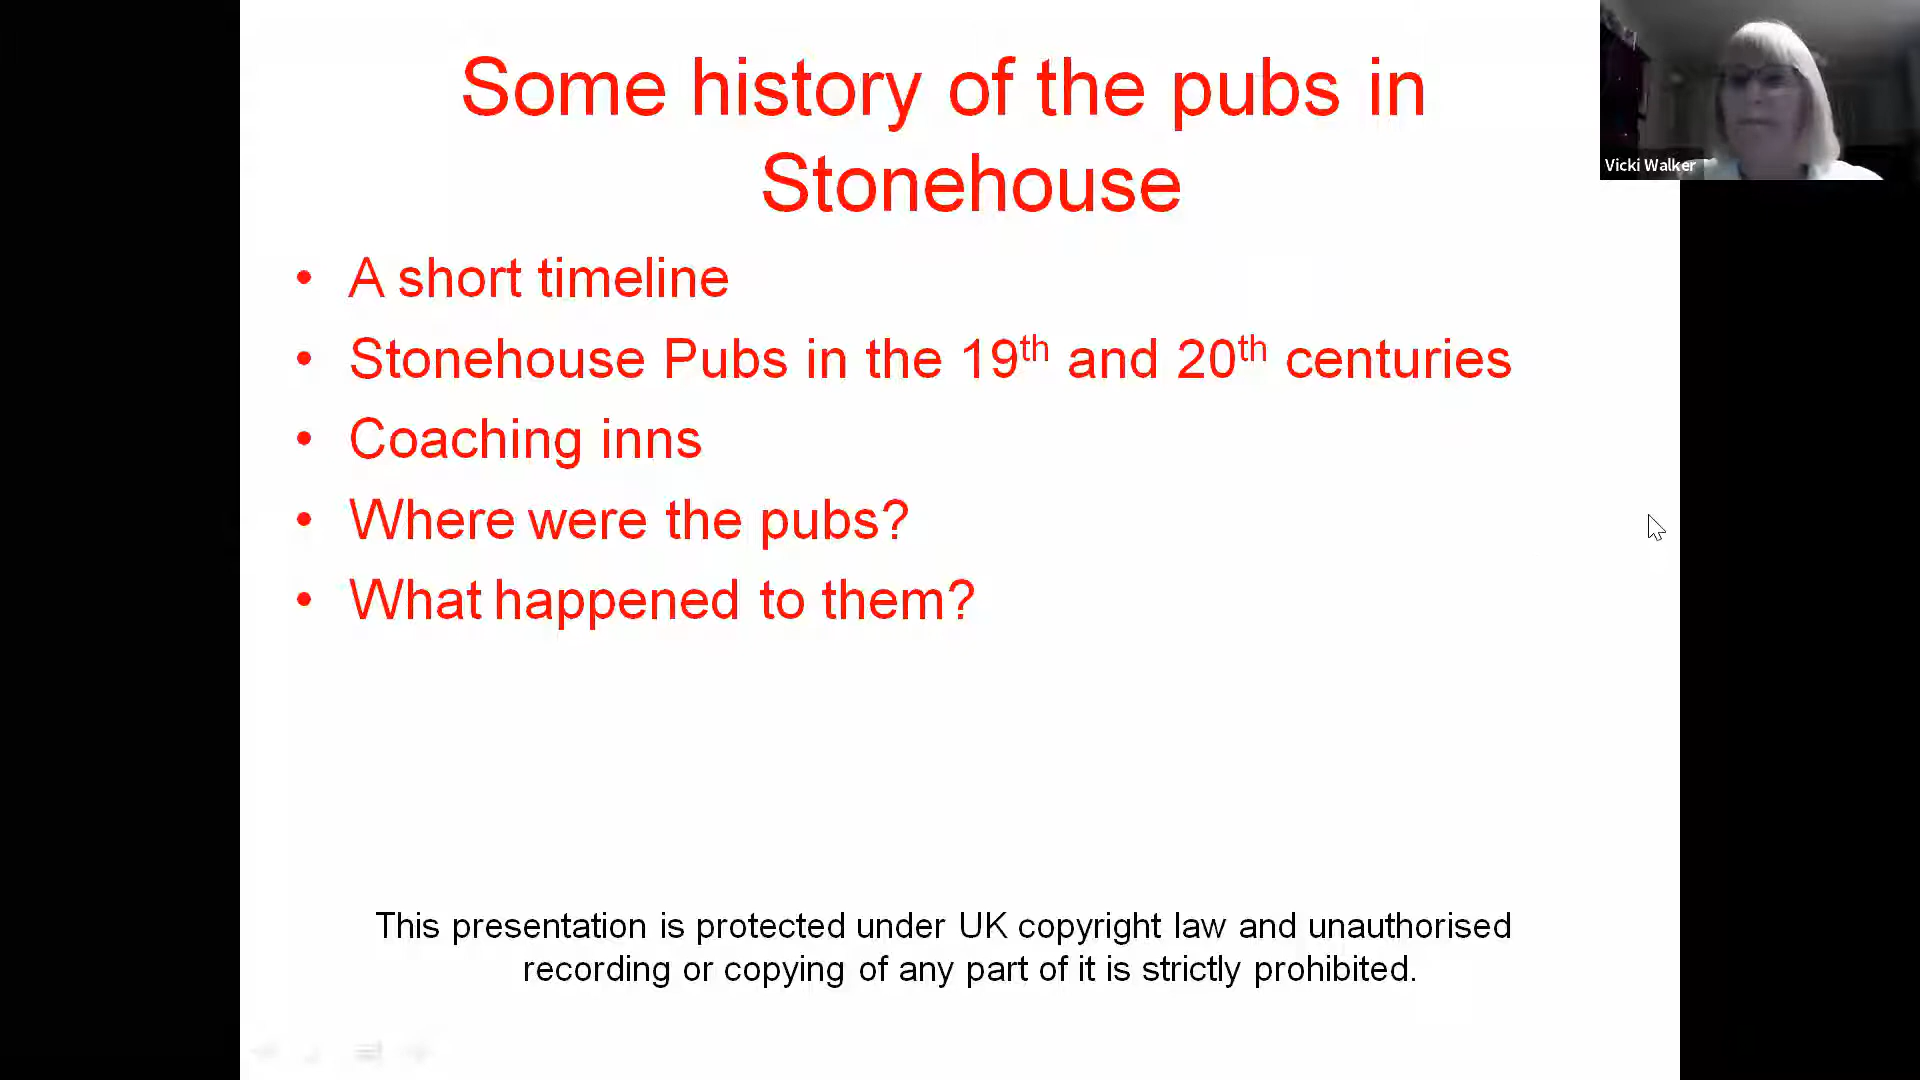 Some history of the pubs in
Stonehouse
• A short timeline
• Stonehouse Pubs in the 19th and 20th centuries
• Coaching inns
• Where were the pubs?
• What happened to them?
This presentation is protected under UK copyright law and unauthorised
recording or copying of any part of it is strictly prohibited.
Vicki Walker